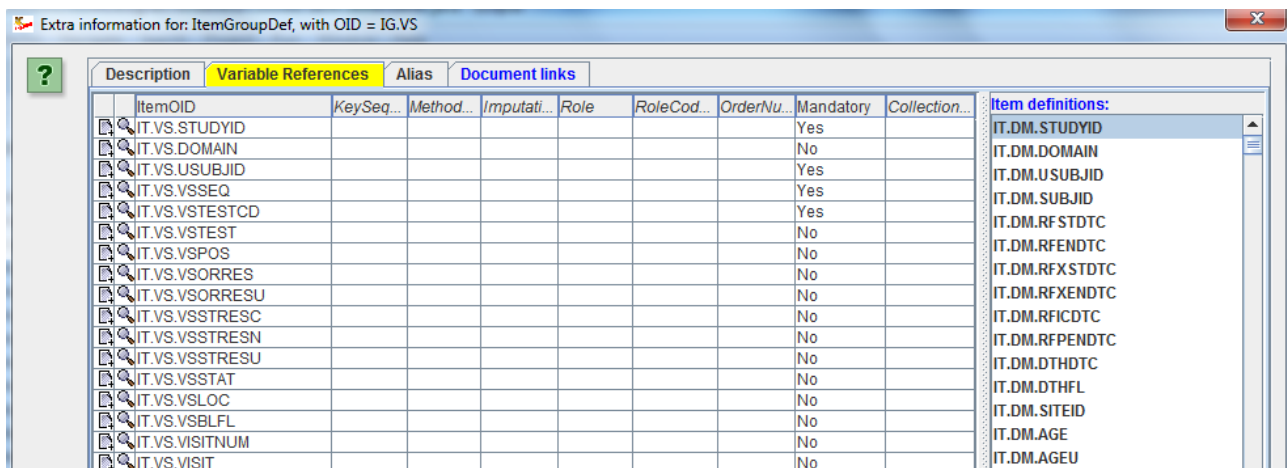 Extra information for: ItemGroupDef, with OID = IG.VS
X
?
Description Variable References Alias Document links
ItemOID KeySeq... Method... Imputati... Role RoleCod... OrderNu... Mandatory Collection...
IT.VS.STUDYID Yes
IT.VS.DOMAIN No
IT.VS.USUBJID Yes
IT.VS.VSSEQ Yes
IT.VS.VSTESTCD Yes
IT.VS.VSTEST No
IT.VS.VSPOS No
IT.VS.VSORRES No
IT.VS.VSORRESU No
IT.VS.VSSTRESC No
IT.VS.VSSTRESN No
IT.VS.VSSTRESU No
IT.VS.VSSTAT No
IT.VS.VSLOC No
IT.VS.VSBLFL No
IT.VS.VISITNUM No
IT.VS.VISIT No
Item definitions:
IT.DM.STUDYID
IT.DM.DOMAIN
IT.DM.USUBJID
IT.DM.SUBJID
IT.DM.RFSTDTC
IT.DM.RFENDTC
IT.DM.RFXSTDTC
IT.DM.RFXENDTC
IT.DM.RFICDTC
IT.DM.RFPENDTC
IT.DM.DTHDTC
IT.DM.DTHFL
IT.DM.SITEID
IT.DM.AGE
IT.DM.AGEU